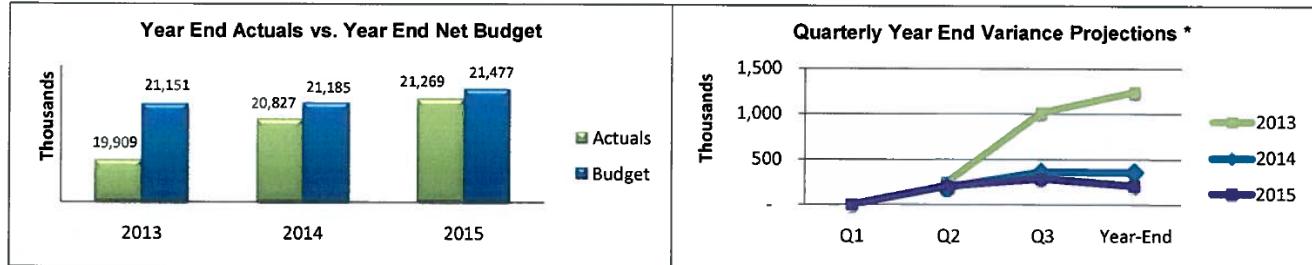 Year End Actuals vs. Year End Net Budget
Thousands
19,909
21,151
20,827
21,185
21,269
21,477
Actuals
Budget
2013
2014
2015
Quarterly Year End Variance Projections *
Thousands
1,500
1,000
500
-
Q1
Q2
Q3
Year-End
2013
2014
2015